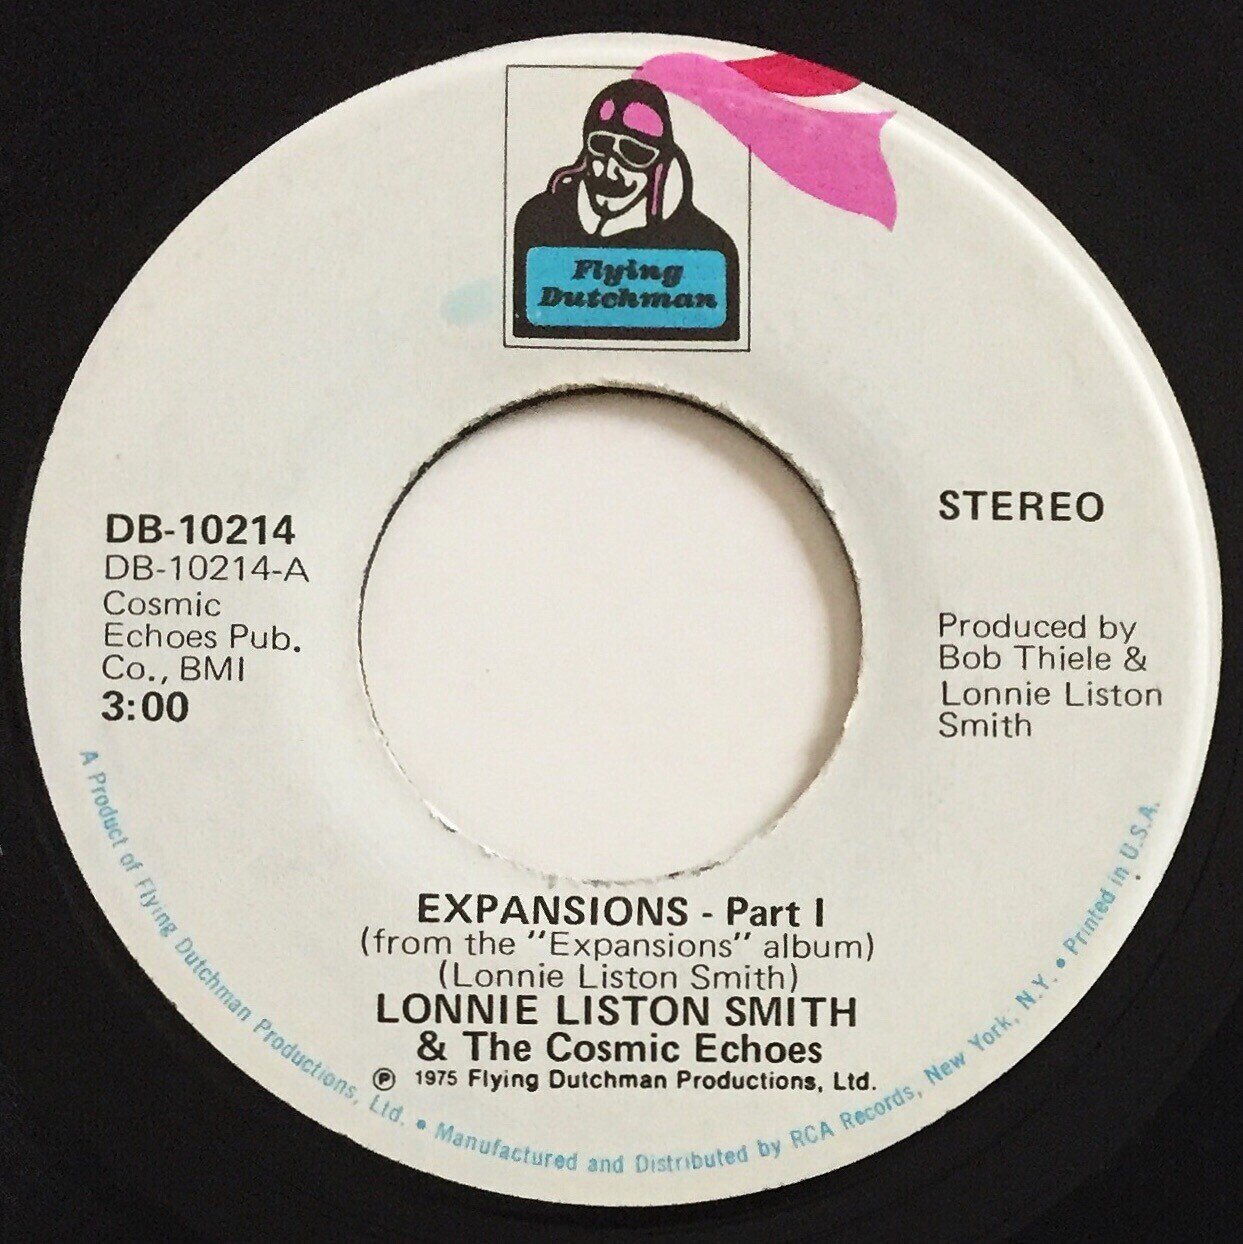 Flying
Dutchman
DB-10214
DB-10214-A
Cosmic
Echoes Pub.
Co., BMI
3:00
STEREO
Produced by
Bob Thiele &
Lonnie Liston
Smith
EXPANSIONS - Part I
(from the "Expansions" album)
(Lonnie Liston Smith)
LONNIE LISTON SMITH
& The Cosmic Echoes
℗ 1975 Flying Dutchman Productions, Ltd.
A Product of Flying Dutchman Productions, Ltd. • Manufactured and Distributed by RCA Records, New York, N.Y. • Printed in U.S.A.